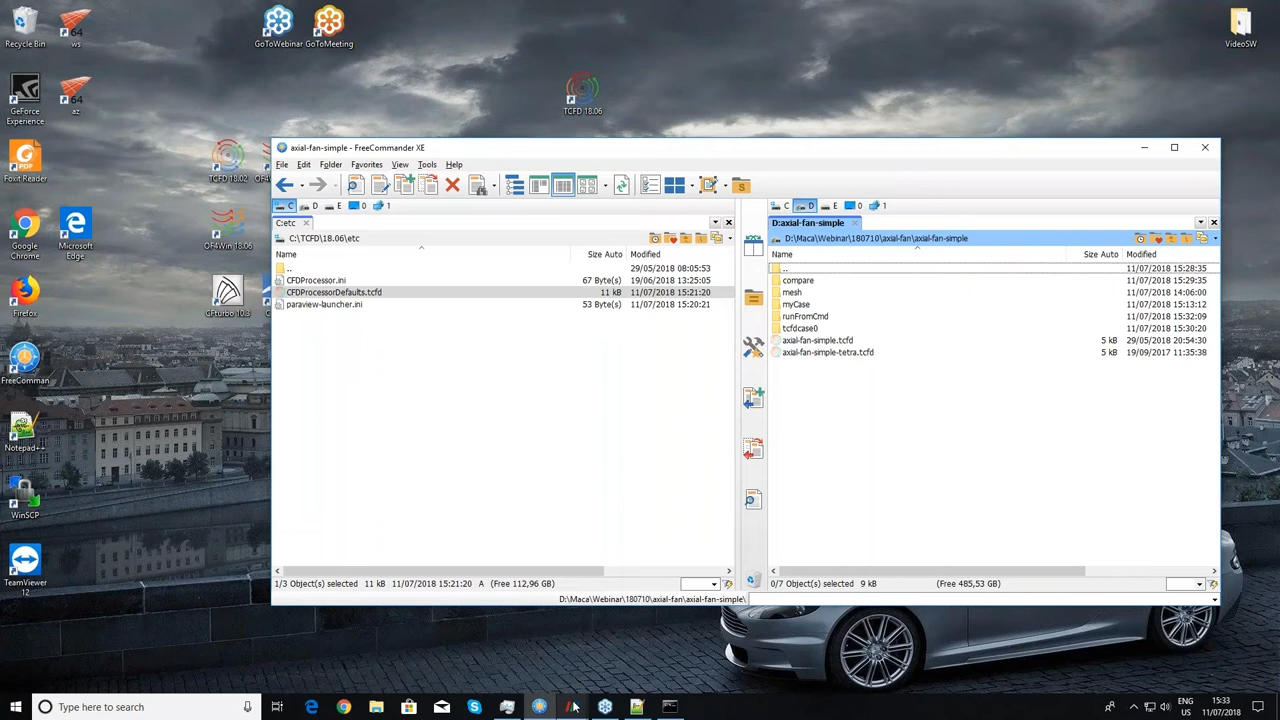 Recycle Bin
ws
GoToWebinar
GoToMeeting
VideoSW
GeForce
Experience
az
TCFD 18.06
Foxit Reader
TCFD 18.02
Google
Chrome
Microsoft
Edge
OF4Win 18.06
Firefox
CFturbo 10.3
FreeComman
Notepad++
WinSCP
TeamViewer
12
axial-fan-simple - FreeCommander XE
File Edit Folder Favorites View Tools Help
C D E 0 1
C:etc
C:\TCFD\18.06\etc
Name Size Auto Modified
.. 29/05/2018 08:05:53
CFDProcessor.ini 67 Byte(s) 19/06/2018 13:25:05
CFDProcessorDefaults.tcfd 11 kB 11/07/2018 15:21:20
paraview-launcher.ini 53 Byte(s) 11/07/2018 15:20:21
1/3 Object(s) selected 11 kB 11/07/2018 15:21:20 A (Free 112,96 GB)
C D E 0 1
D:axial-fan-simple
D:\Maca\Webinar\180710\axial-fan\axial-fan-simple
Name Size Auto Modified
.. 11/07/2018 15:28:35
compare 11/07/2018 15:29:35
mesh 11/07/2018 14:06:00
myCase 11/07/2018 15:13:12
runFromCmd 11/07/2018 15:32:09
tcfdcase0 11/07/2018 15:30:20
axial-fan-simple.tcfd 5 kB 29/05/2018 20:54:30
axial-fan-simple-tetra.tcfd 5 kB 19/09/2017 11:35:38
0/7 Object(s) selected 9 kB (Free 485,53 GB)
D:\Maca\Webinar\180710\axial-fan\axial-fan-simple\
Type here to search
ENG
US
15:33
11/07/2018